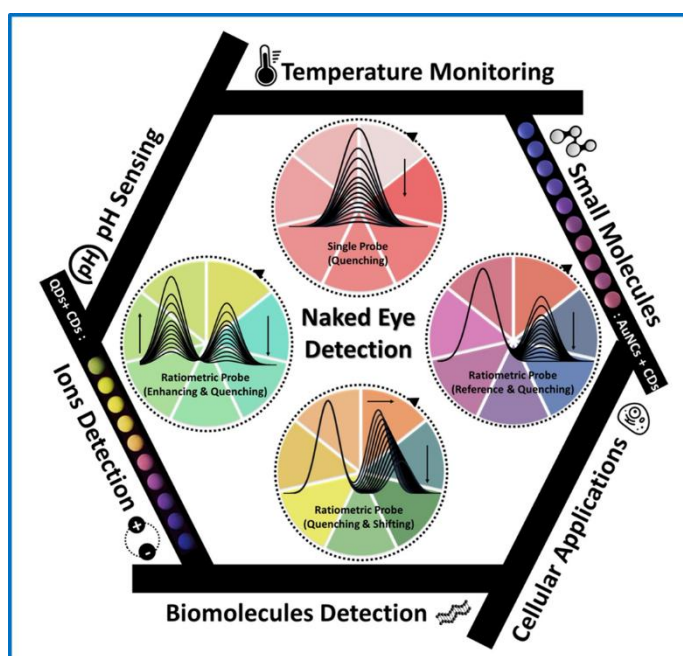 Temperature Monitoring
(pH) pH Sensing
Small Molecules
: AuNCs + CDs
Single Probe
(Quenching)
Naked Eye
Detection
QDs+ CDs :
Ratiometric Probe
(Enhancing & Quenching)
Ratiometric Probe
(Reference & Quenching)
Ions Detection
+
-
Ratiometric Probe
(Quenching & Shifting)
Cellular Applications
Biomolecules Detection